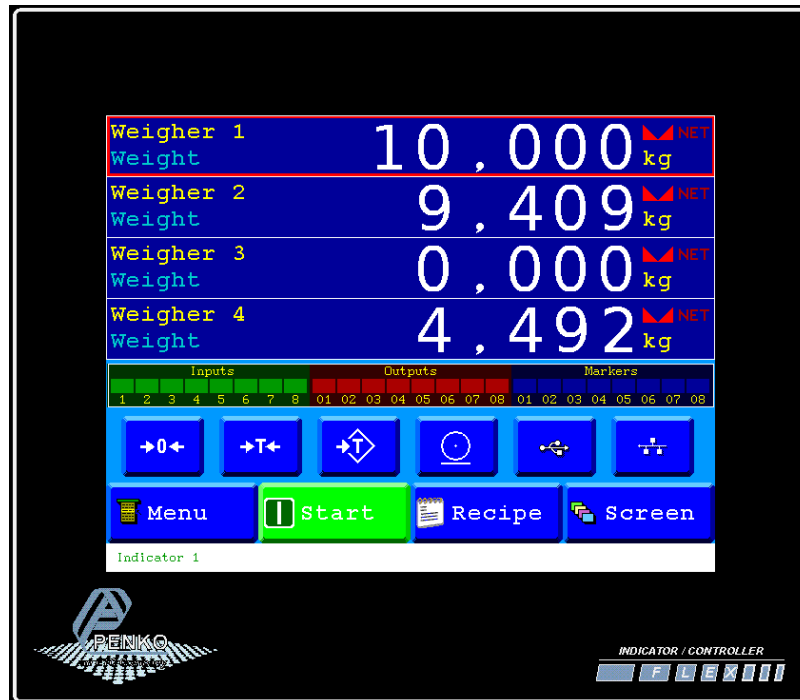 Weigher 1 10,000 NET
Weight kg
Weigher 2 9,409 NET
Weight kg
Weigher 3 0,000 NET
Weight kg
Weigher 4 4,492 NET
Weight kg
Inputs Outputs Markers
1 2 3 4 5 6 7 8 01 02 03 04 05 06 07 08 01 02 03 04 05 06 07 08
→0← →T← →T
Menu Start Recipe Screen
Indicator 1
PENKO
INDICATOR / CONTROLLER
FLEX